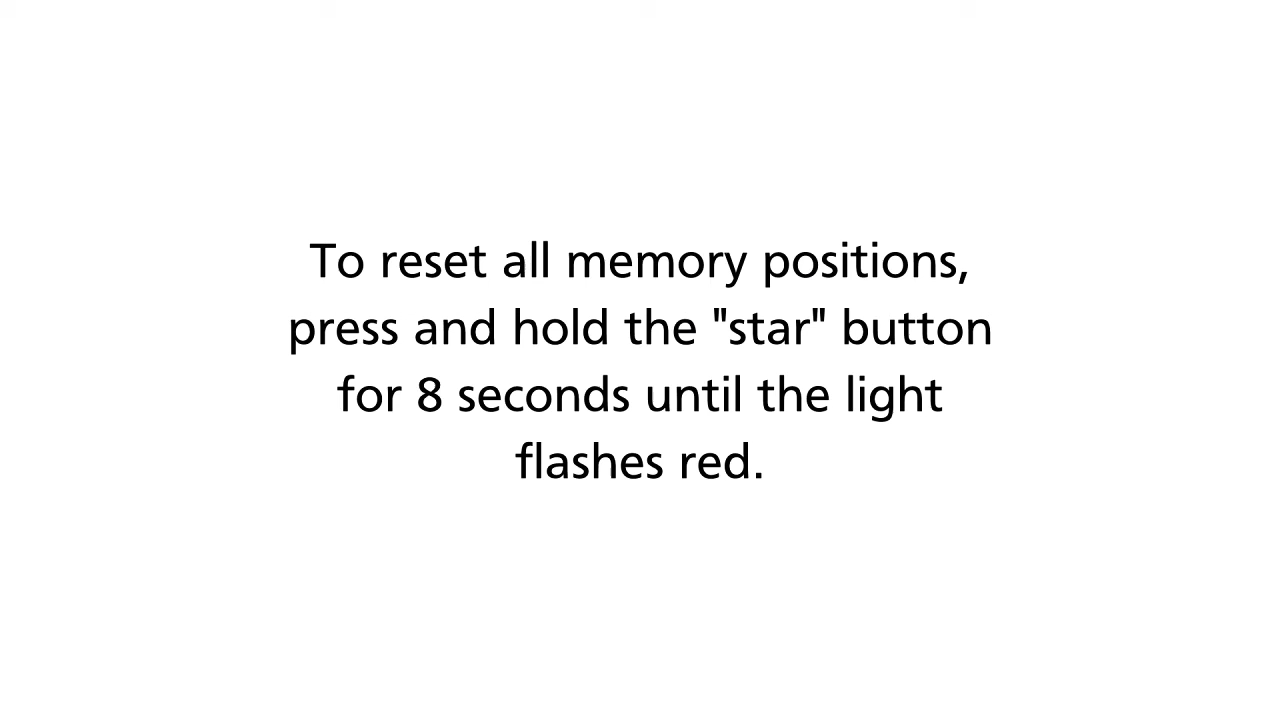 To reset all memory positions,
press and hold the "star" button
for 8 seconds until the light
flashes red.